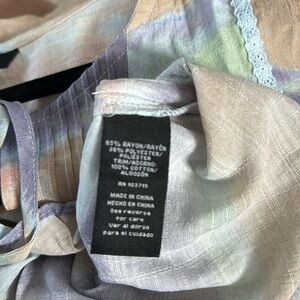 65% RAYON/RAYÓN
35% POLYESTER/
POLIÉSTER
TRIM/ADORNO:
100% COTTON/
ALGODÓN
RN 103795
MADE IN CHINA
HECHO EN CHINA
See reverse
for care
Ver al dorso
para el cuidado